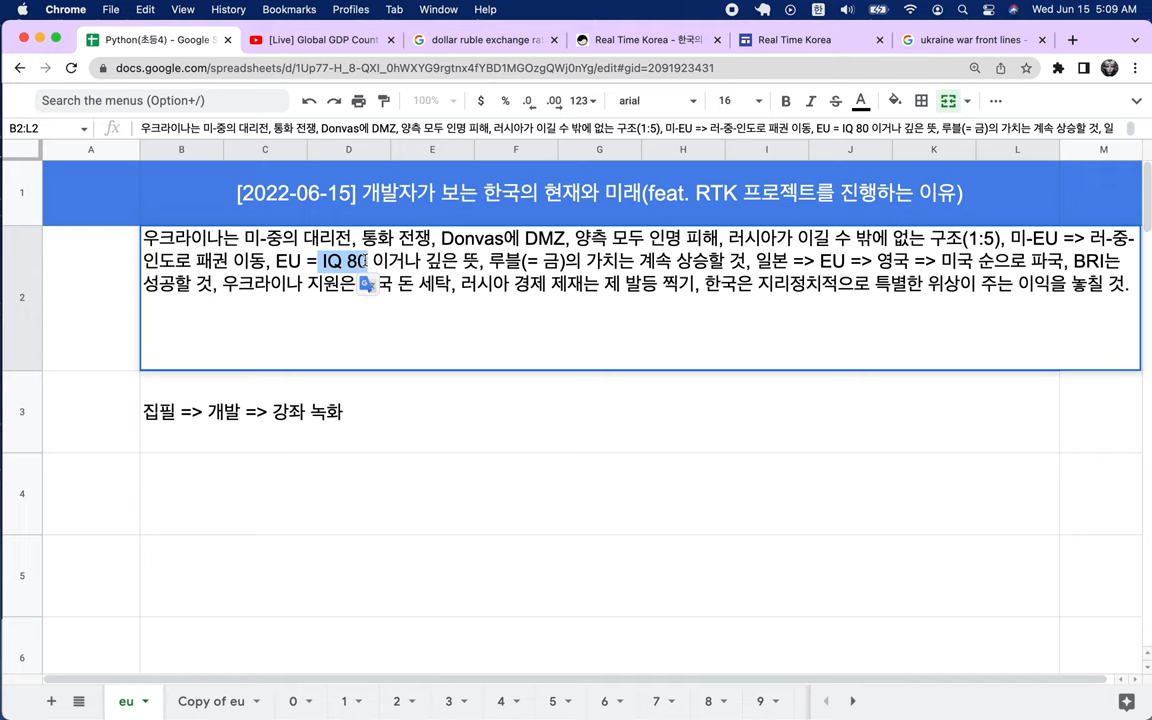 Chrome File Edit View History Bookmarks Profiles Tab Window Help 한 Wed Jun 15 5:09 AM
Python(초등4) - Google S [Live] Global GDP Count dollar ruble exchange ra Real Time Korea - 한국의 Real Time Korea ukraine war front lines -
docs.google.com/spreadsheets/d/1Up77-H_8-QXI_0hWXYG9rgtnx4fYBD1MGOzgQWj0nYg/edit#gid=2091923431
Search the menus (Option+/) 100% $ % .0 .00 123 arial 16 B I S A
B2:L2 fx 우크라이나는 미-중의 대리전, 통화 전쟁, Donvas에 DMZ, 양측 모두 인명 피해, 러시아가 이길 수 밖에 없는 구조(1:5), 미-EU => 러-중-인도로 패권 이동, EU = IQ 80 이거나 깊은 뜻, 루블(= 금)의 가치는 계속 상승할 것, 일
A B C D E F G H I J K L M
1 [2022-06-15] 개발자가 보는 한국의 현재와 미래(feat. RTK 프로젝트를 진행하는 이유)
우크라이나는 미-중의 대리전, 통화 전쟁, Donvas에 DMZ, 양측 모두 인명 피해, 러시아가 이길 수 밖에 없는 구조(1:5), 미-EU => 러-중-
인도로 패권 이동, EU = IQ 80 이거나 깊은 뜻, 루블(= 금)의 가치는 계속 상승할 것, 일본 => EU => 영국 => 미국 순으로 파국, BRI는
성공할 것, 우크라이나 지원은 국 돈 세탁, 러시아 경제 제재는 제 발등 찍기, 한국은 지리정치적으로 특별한 위상이 주는 이익을 놓칠 것.
2
3 집필 => 개발 => 강좌 녹화
4
5
6
eu Copy of eu 0 1 2 3 4 5 6 7 8 9